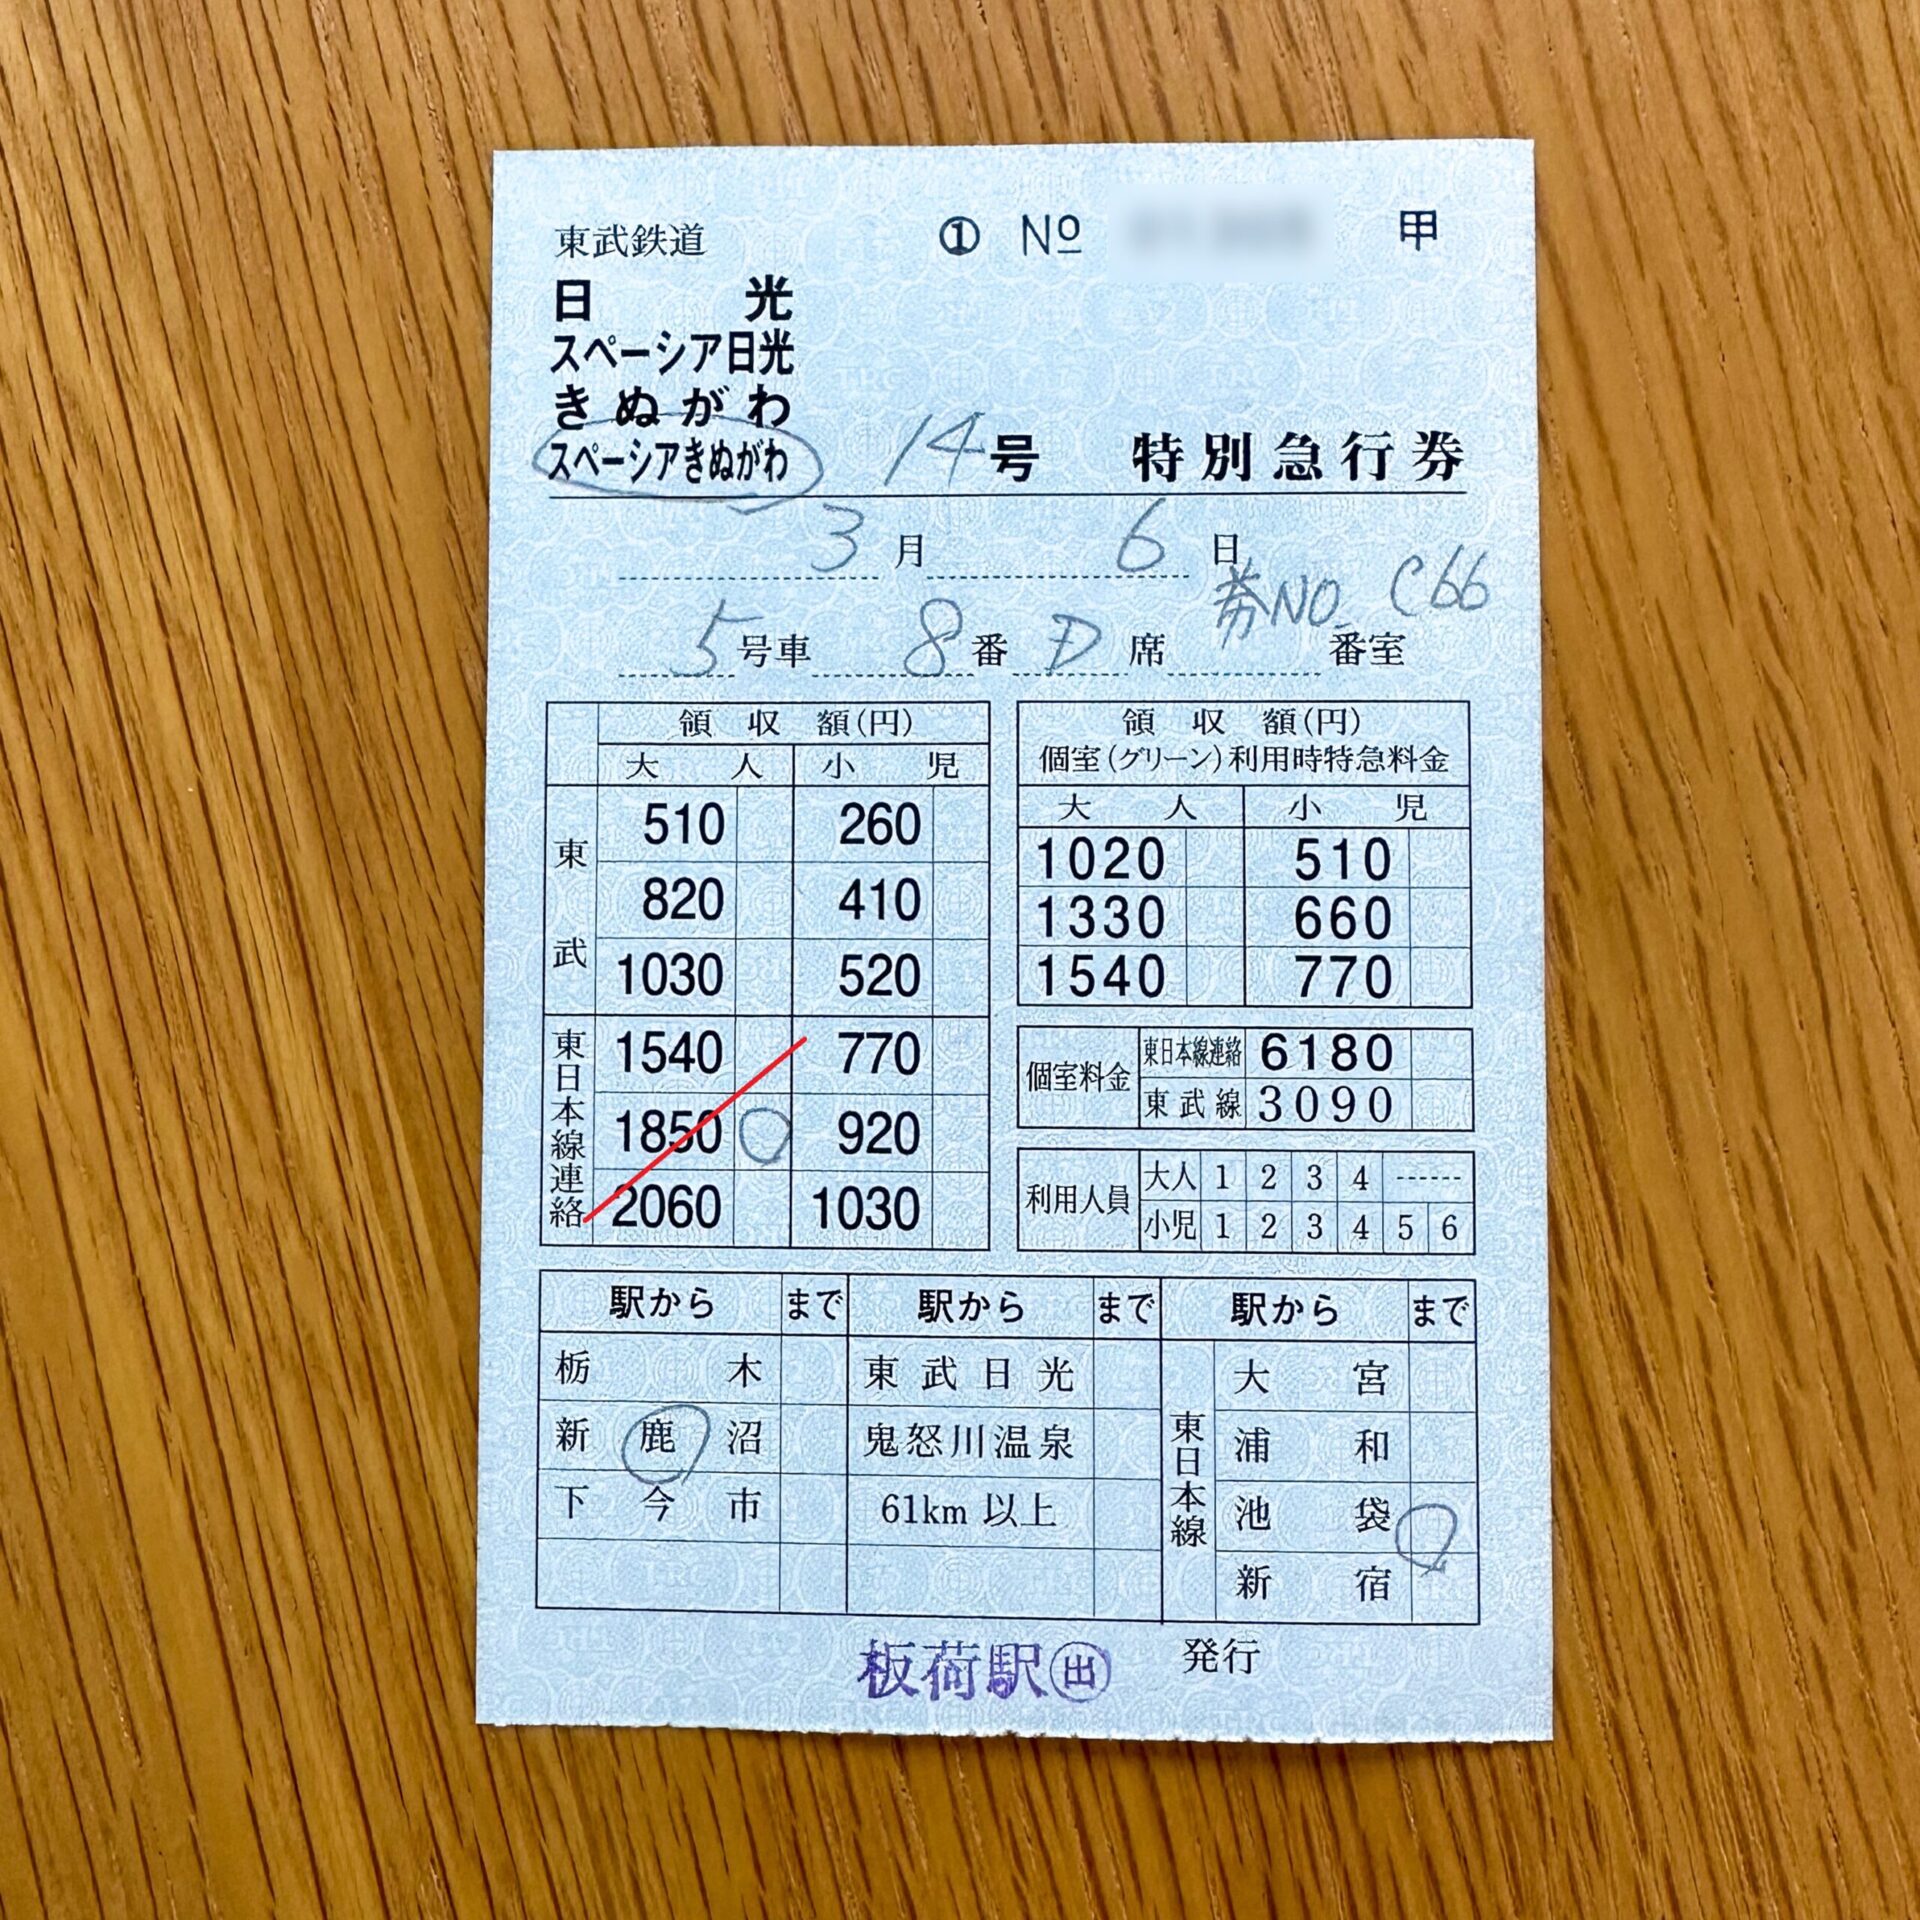 東武鉄道 ① No 甲
日光
スペーシア日光
きぬがわ
スペーシアきぬがわ 14号 特別急行券
3月6日
券NO. C66
5号車 8番 D席 番室
領収額(円)
大人 小児
東武
510 260
820 410
1030 520
東日本線連絡
1540 770
1850 ○ 920
2060 1030
領収額(円)
個室(グリーン)利用時特急料金
大人 小児
1020 510
1330 660
1540 770
個室料金
東日本線連絡 6180
東武線 3090
利用人員
大人 1 2 3 4 ------
小児 1 2 3 4 5 6
駅から まで 駅から まで 駅から まで
栃木 東武日光 東日本線 大宮
新鹿沼 鬼怒川温泉 浦和
下今市 61km以上 池袋 ○
新宿
板荷駅㊞出 発行